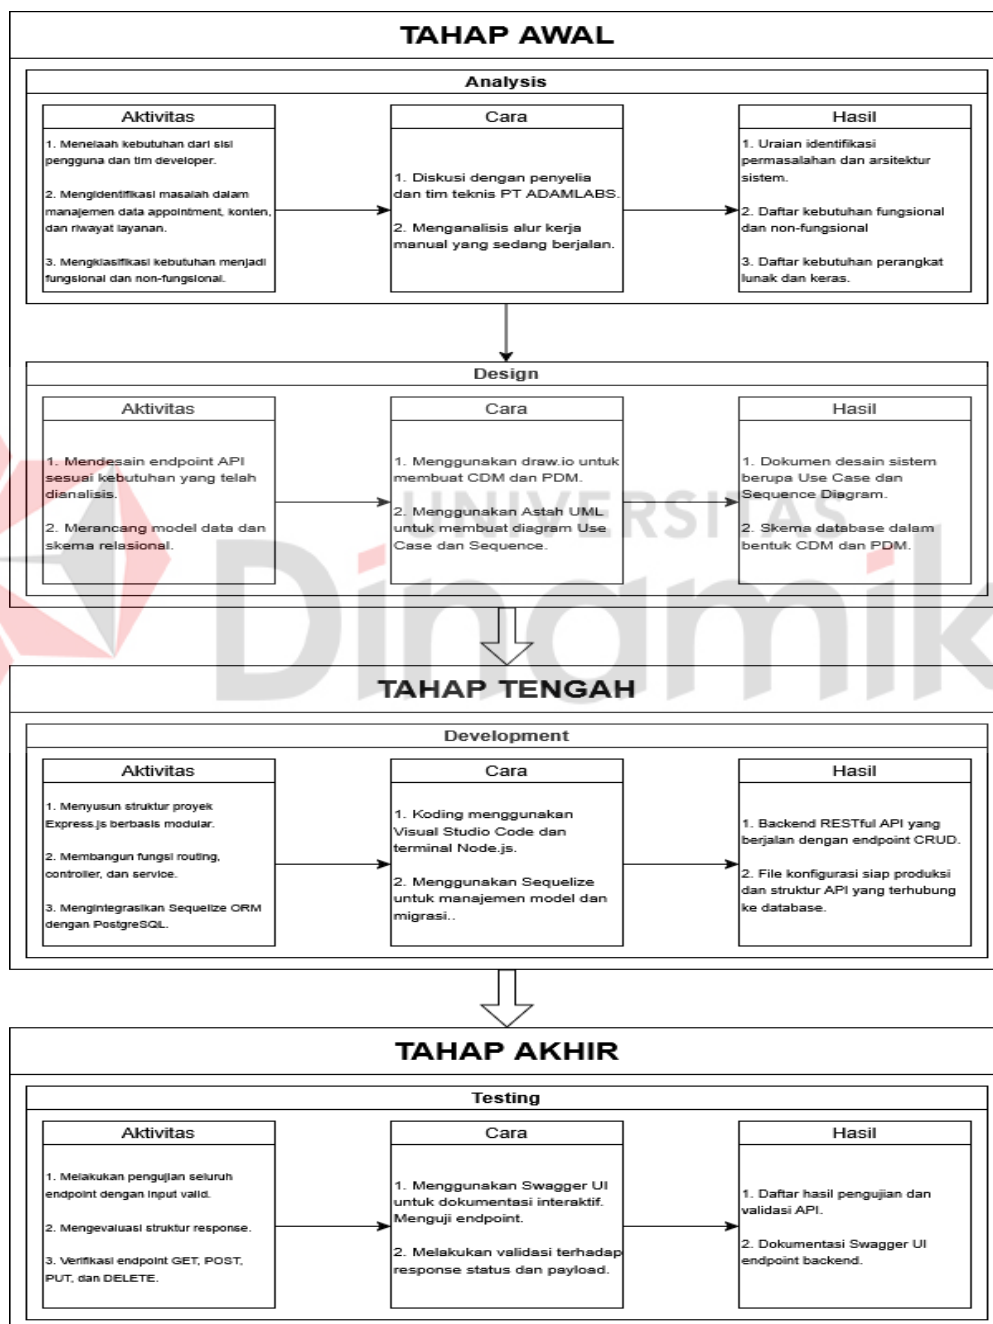 TAHAP AWAL
Analysis
Aktivitas
1. Menelaah kebutuhan dari sisi
pengguna dan tim developer.
2. Mengidentifikasi masalah dalam
manajemen data appointment, konten,
dan riwayat layanan.
3. Mengklasifikasi kebutuhan menjadi
fungsional dan non-fungsional.
Cara
1. Diskusi dengan penyelia
dan tim teknis PT ADAMLABS.
2. Menganalisis alur kerja
manual yang sedang berjalan.
Hasil
1. Uraian identifikasi
permasalahan dan arsitektur
sistem.
2. Daftar kebutuhan fungsional
dan non-fungsional
3. Daftar kebutuhan perangkat
lunak dan keras.
Design
Aktivitas
1. Mendesain endpoint API
sesuai kebutuhan yang telah
dianalisis.
2. Merancang model data dan
skema relasional.
Cara
1. Menggunakan draw.io untuk
membuat CDM dan PDM.
2. Menggunakan Astah UML
untuk membuat diagram Use
Case dan Sequence.
Hasil
1. Dokumen desain sistem
berupa Use Case dan
Sequence Diagram.
2. Skema database dalam
bentuk CDM dan PDM.
UNIVERSITAS
Dinamik
TAHAP TENGAH
Development
Aktivitas
1. Menyusun struktur proyek
Express.js berbasis modular.
2. Membangun fungsi routing,
controller, dan service.
3. Mengintegrasikan Sequelize ORM
dengan PostgreSQL.
Cara
1. Koding menggunakan
Visual Studio Code dan
terminal Node.js.
2. Menggunakan Sequelize
untuk manajemen model dan
migrasi..
Hasil
1. Backend RESTful API yang
berjalan dengan endpoint CRUD.
2. File konfigurasi siap produksi
dan struktur API yang terhubung
ke database.
TAHAP AKHIR
Testing
Aktivitas
1. Melakukan pengujian seluruh
endpoint dengan input valid.
2. Mengevaluasi struktur response.
3. Verifikasi endpoint GET, POST,
PUT, dan DELETE.
Cara
1. Menggunakan Swagger UI
untuk dokumentasi interaktif.
Menguji endpoint.
2. Melakukan validasi terhadap
response status dan payload.
Hasil
1. Daftar hasil pengujian dan
validasi API.
2. Dokumentasi Swagger UI
endpoint backend.